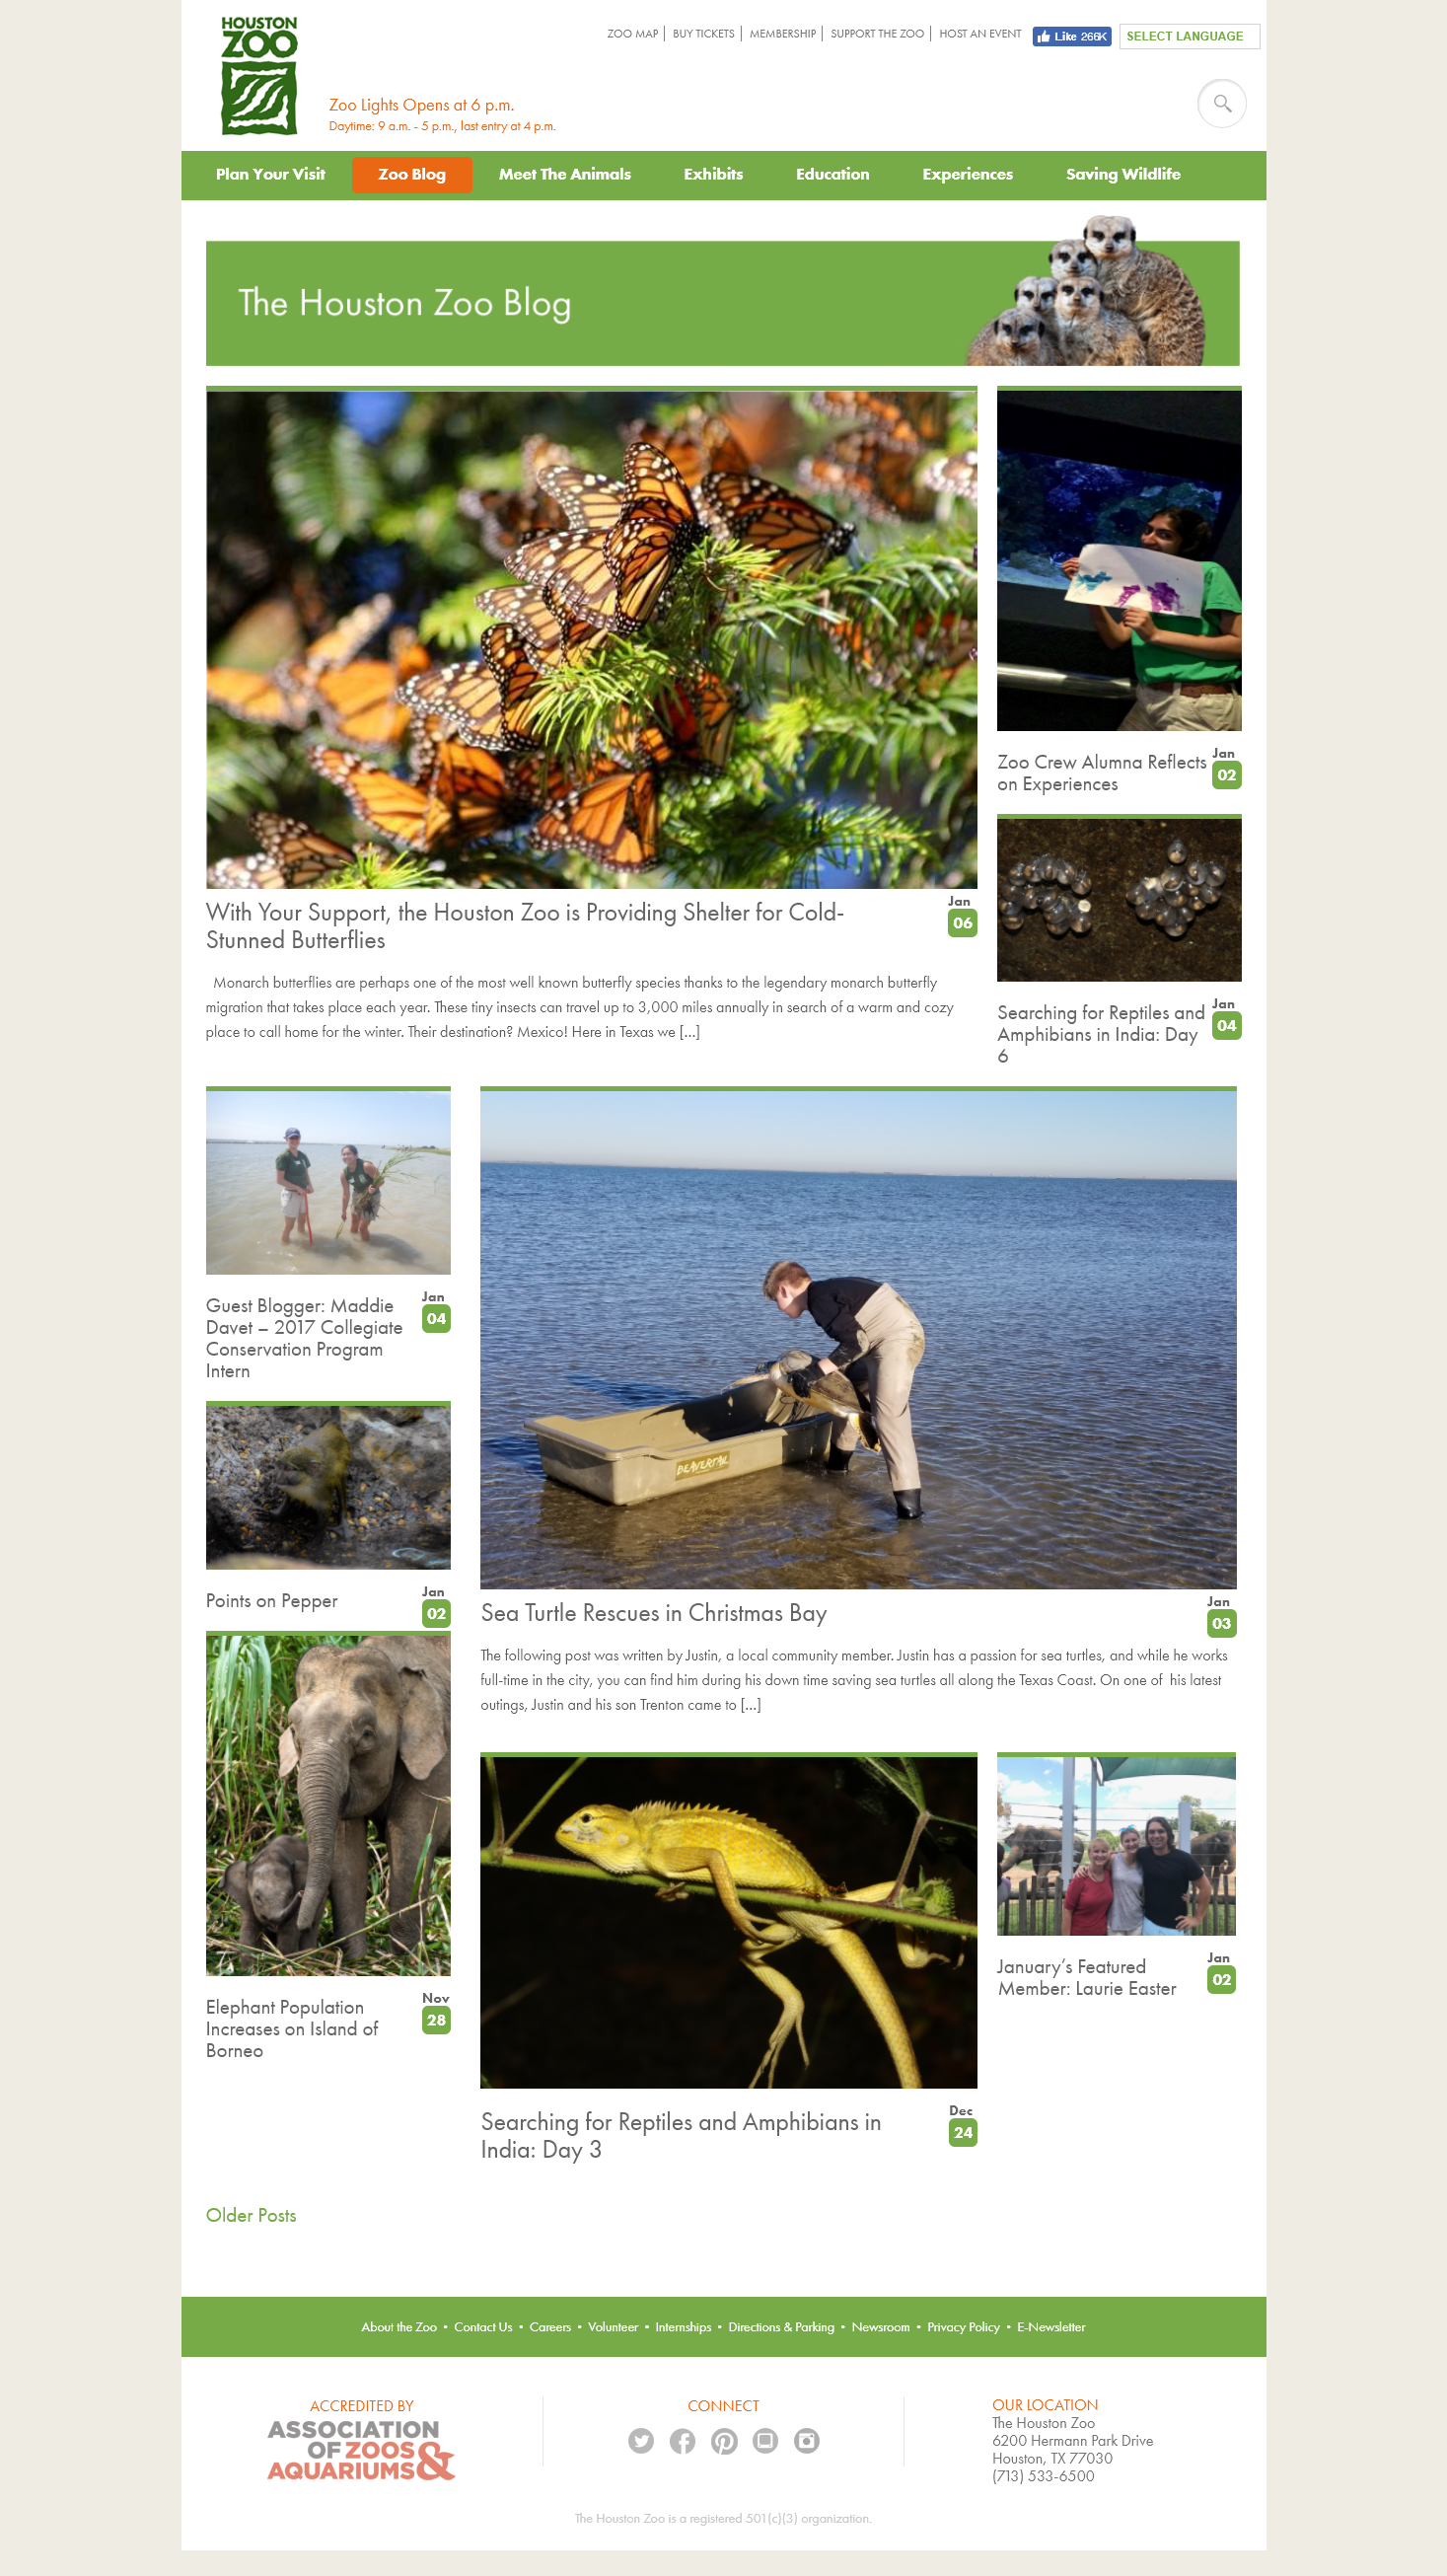 HOUSTON
ZOO
ZOO MAP
BUY TICKETS
MEMBERSHIP
SUPPORT THE ZOO
HOST AN EVENT
Like 266K
SELECT LANGUAGE
Zoo Lights Opens at 6 p.m.
Daytime: 9 a.m. - 5 p.m., last entry at 4 p.m.
Plan Your Visit
Zoo Blog
Meet The Animals
Exhibits
Education
Experiences
Saving Wildlife
The Houston Zoo Blog
With Your Support, the Houston Zoo is Providing Shelter for Cold-
Stunned Butterflies
Jan
06
Monarch butterflies are perhaps one of the most well known butterfly species thanks to the legendary monarch butterfly
migration that takes place each year. These tiny insects can travel up to 3,000 miles annually in search of a warm and cozy
place to call home for the winter. Their destination? Mexico! Here in Texas we [...]
Zoo Crew Alumna Reflects
on Experiences
Jan
02
Searching for Reptiles and
Amphibians in India: Day
6
Jan
04
Guest Blogger: Maddie
Davet – 2017 Collegiate
Conservation Program
Intern
Jan
04
Points on Pepper
Jan
02
Elephant Population
Increases on Island of
Borneo
Nov
28
BEAVERTAIL
Sea Turtle Rescues in Christmas Bay
Jan
03
The following post was written by Justin, a local community member. Justin has a passion for sea turtles, and while he works
full-time in the city, you can find him during his down time saving sea turtles all along the Texas Coast. On one of his latest
outings, Justin and his son Trenton came to [...]
Searching for Reptiles and Amphibians in
India: Day 3
Dec
24
January's Featured
Member: Laurie Easter
Jan
02
Older Posts
About the Zoo • Contact Us • Careers • Volunteer • Internships • Directions & Parking • Newsroom • Privacy Policy • E-Newsletter
ACCREDITED BY
ASSOCIATION
OF ZOOS
AQUARIUMS &
CONNECT
OUR LOCATION
The Houston Zoo
6200 Hermann Park Drive
Houston, TX 77030
(713) 533-6500
The Houston Zoo is a registered 501(c)(3) organization.